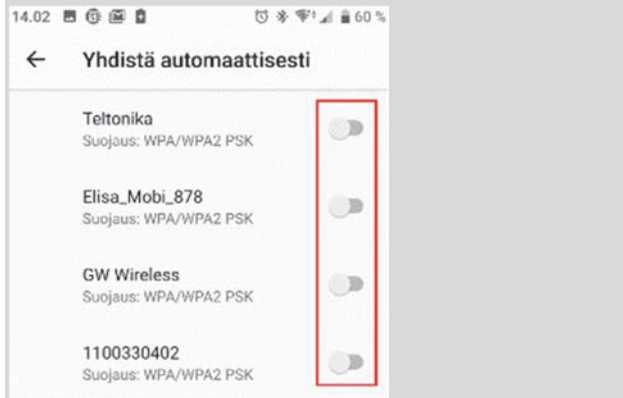 14.02 60 %
Yhdistä automaattisesti
Teltonika
Suojaus: WPA/WPA2 PSK
Elisa_Mobi_878
Suojaus: WPA/WPA2 PSK
GW Wireless
Suojaus: WPA/WPA2 PSK
1100330402
Suojaus: WPA/WPA2 PSK